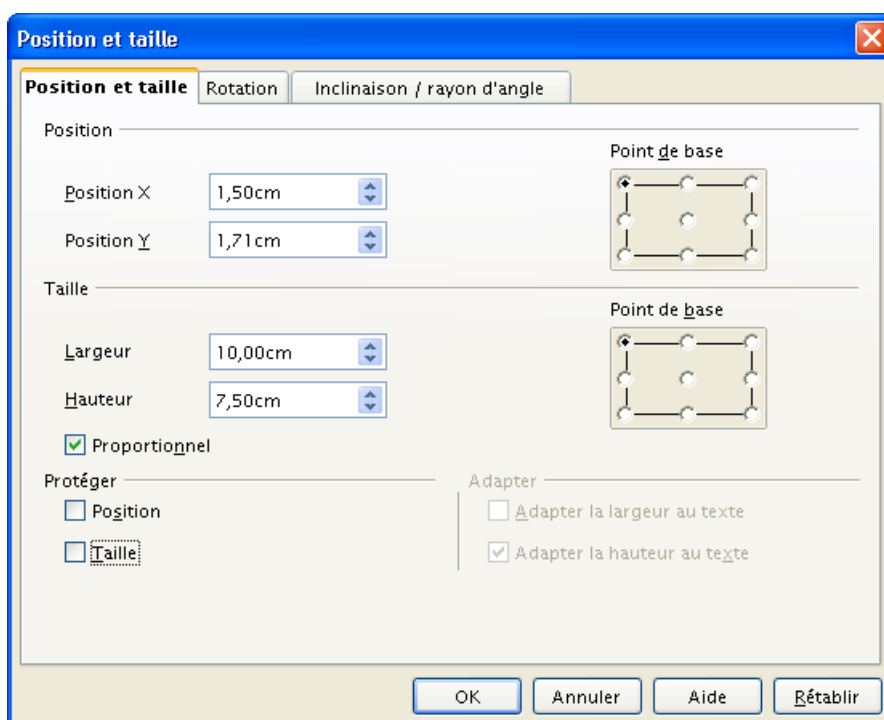 Position et taille
Position et taille Rotation Inclinaison / rayon d'angle
Position
Point de base
Position X 1,50cm
Position Y 1,71cm
Taille
Point de base
Largeur 10,00cm
Hauteur 7,50cm
Proportionnel
Protéger Adapter
Position Adapter la largeur au texte
Taille Adapter la hauteur au texte
OK Annuler Aide Rétablir